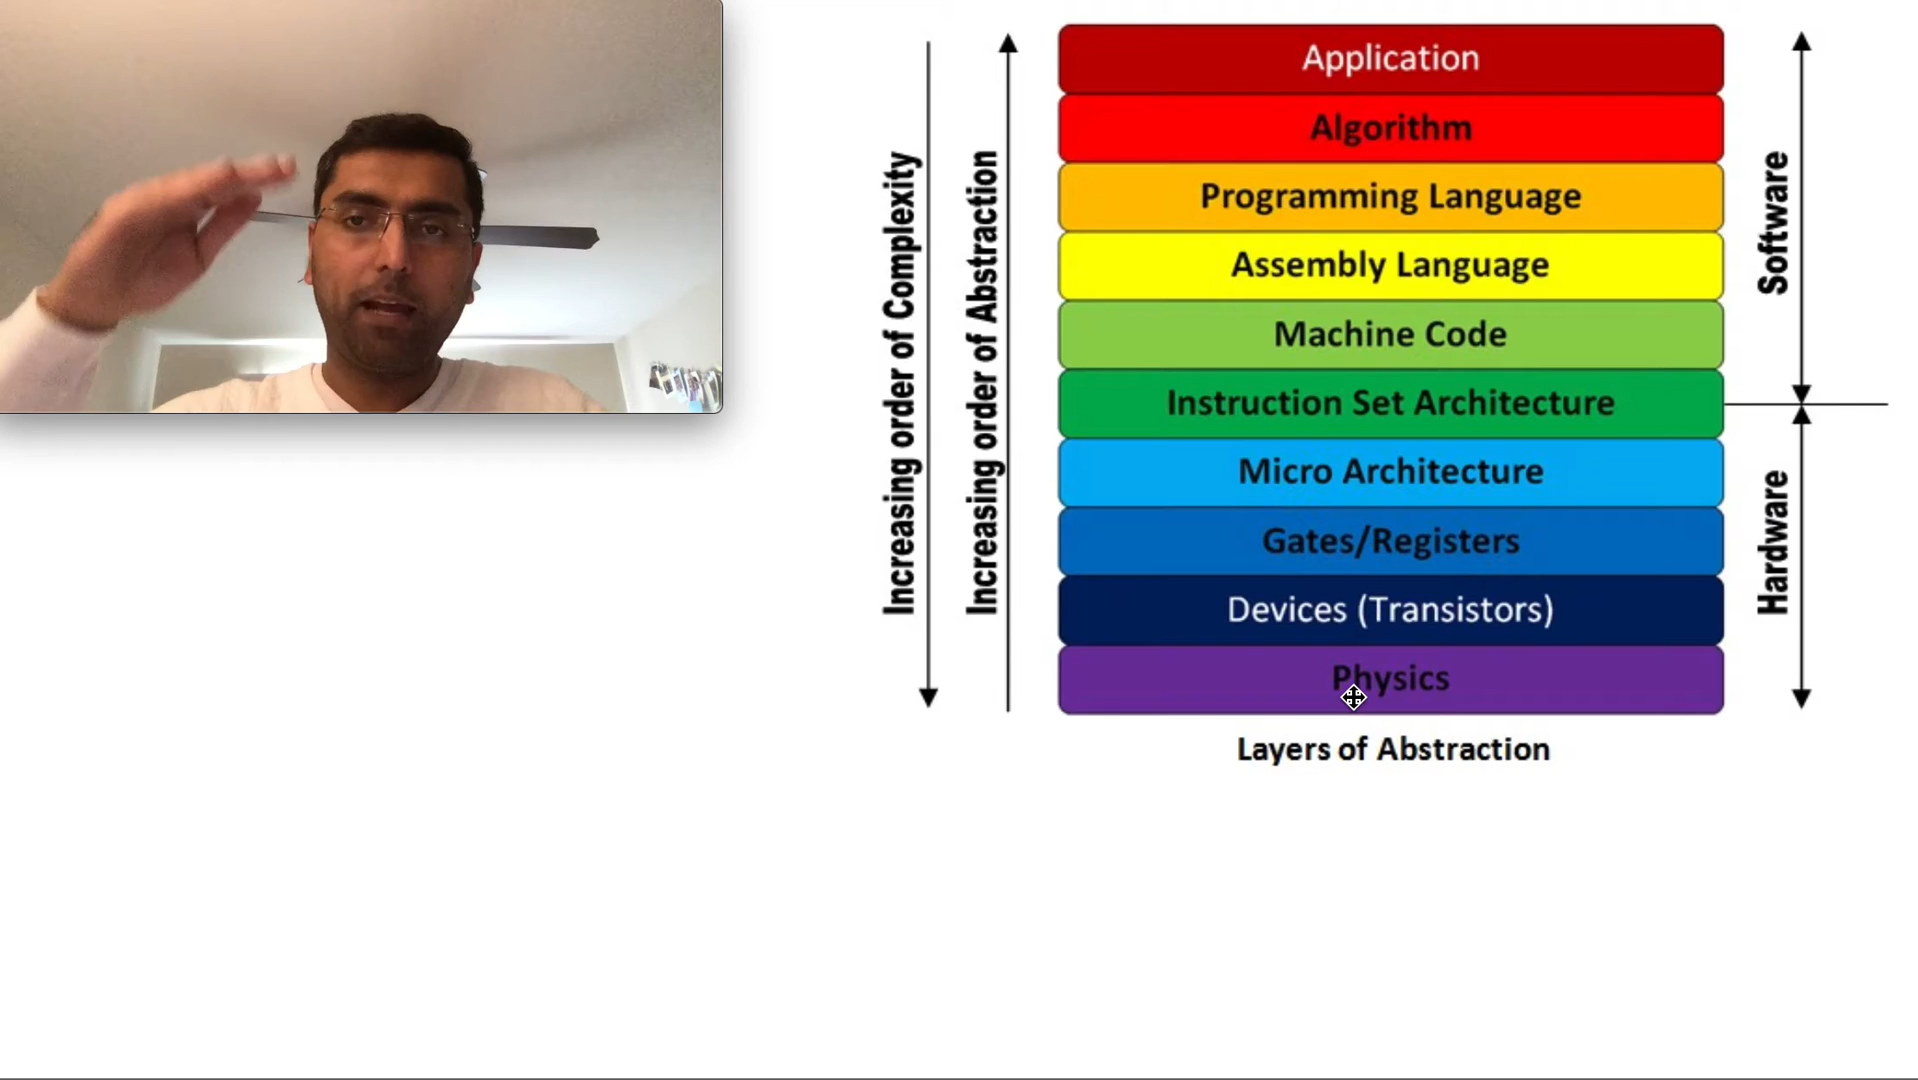 Increasing order of Complexity
Increasing order of Abstraction
Application
Algorithm
Programming Language
Assembly Language
Machine Code
Instruction Set Architecture
Micro Architecture
Gates/Registers
Devices (Transistors)
Physics
Software
Hardware
Layers of Abstraction